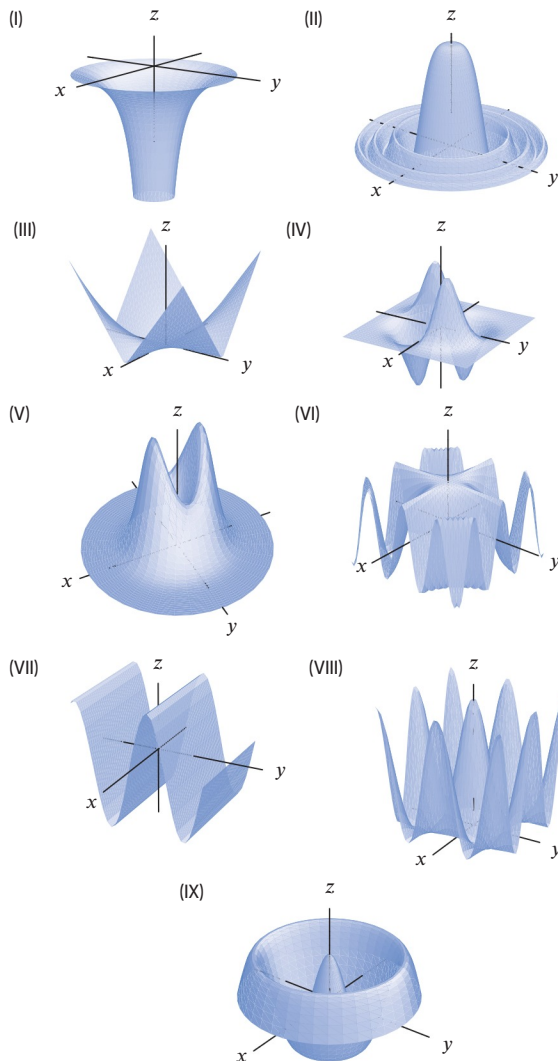 (I)
z
x
y
(II)
z
x
y
(III)
z
x
y
(IV)
z
x
y
(V)
z
x
y
(VI)
z
x
y
(VII)
z
x
y
(VIII)
z
x
y
(IX)
z
x
y